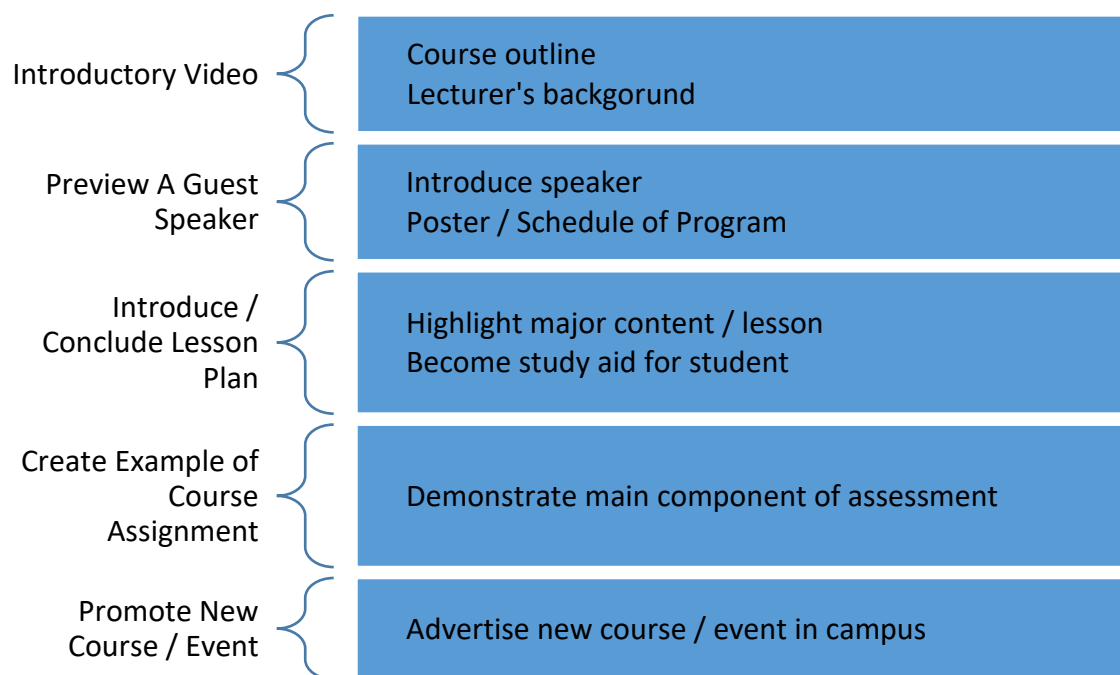 Introductory Video
Course outline
Lecturer's backgorund
Preview A Guest
Speaker
Introduce speaker
Poster / Schedule of Program
Introduce /
Conclude Lesson
Plan
Highlight major content / lesson
Become study aid for student
Create Example of
Course
Assignment
Demonstrate main component of assessment
Promote New
Course / Event
Advertise new course / event in campus